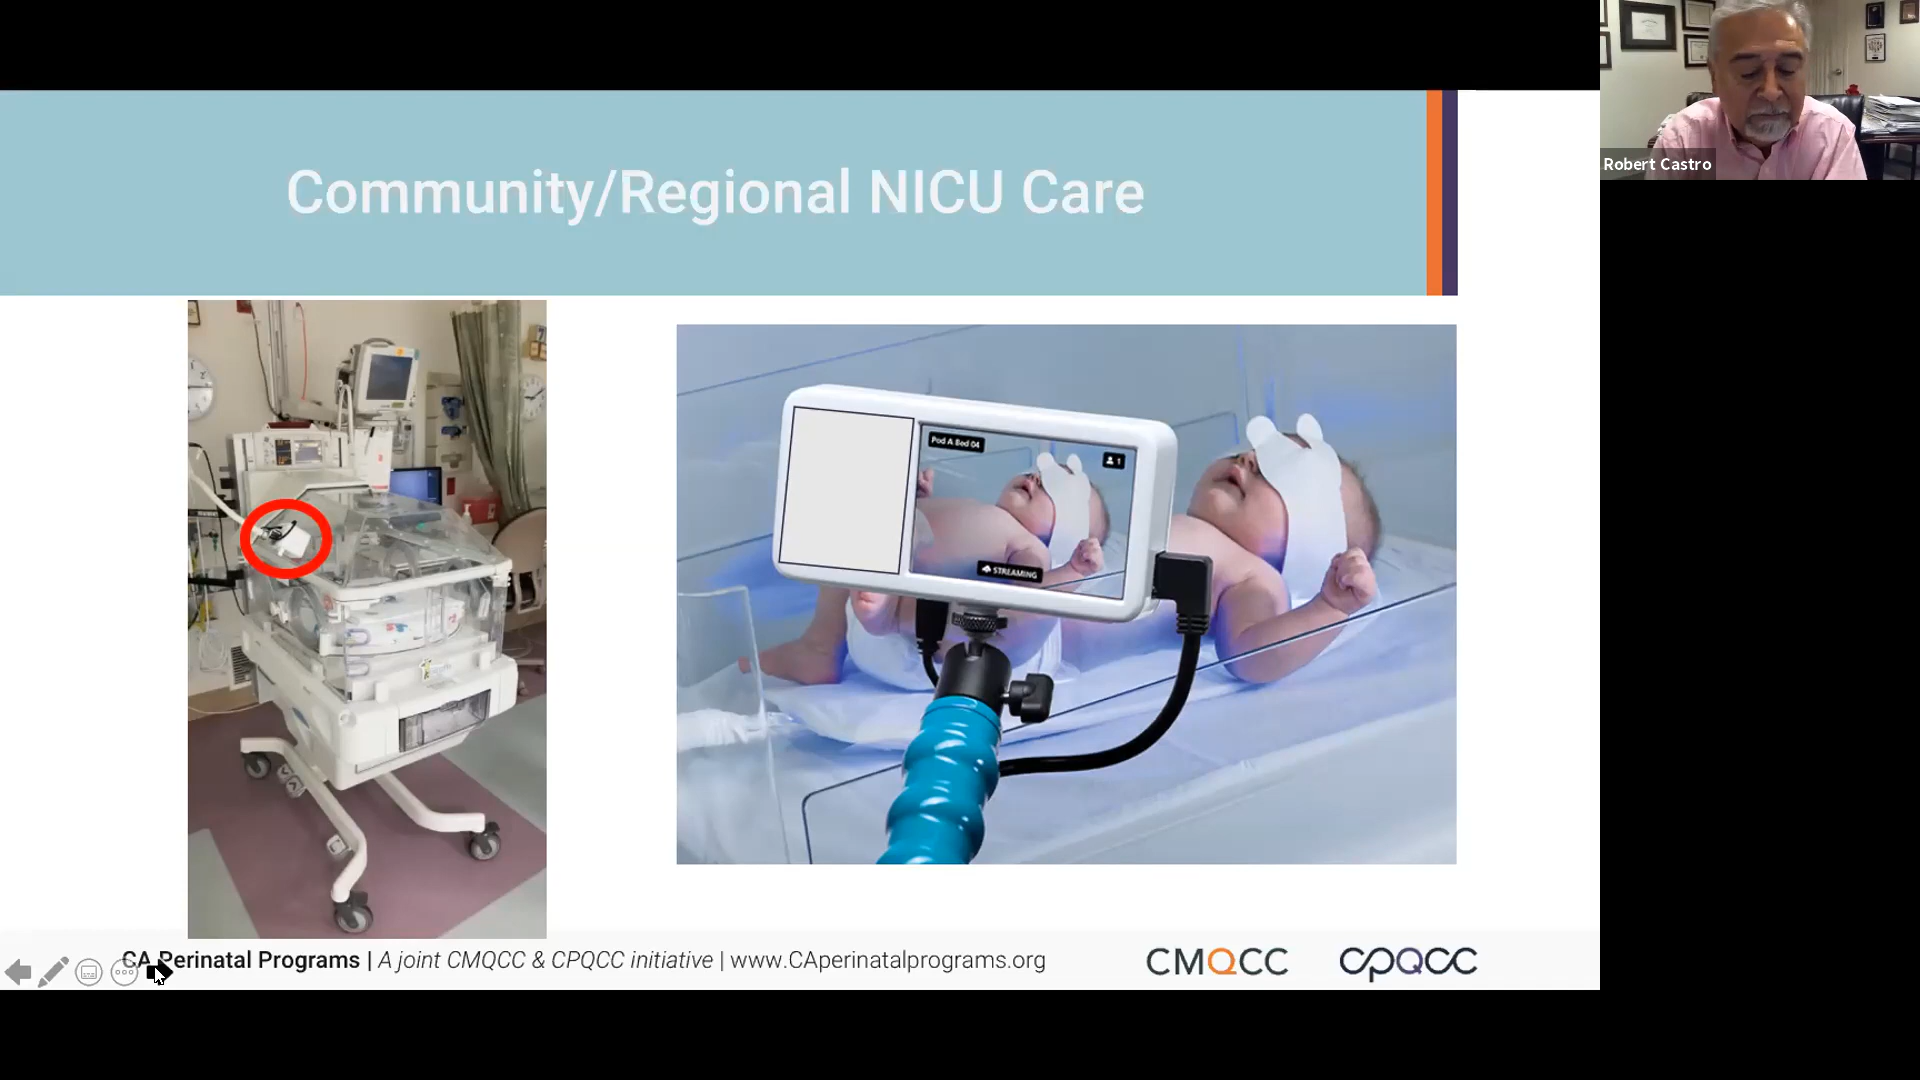 Community/Regional NICU Care
Robert Castro
Pod A Bed 04
1
STREAMING
CA Perinatal Programs | A joint CMQCC & CPQCC initiative | www.CAperinatalprograms.org
CMQCC
CPQCC